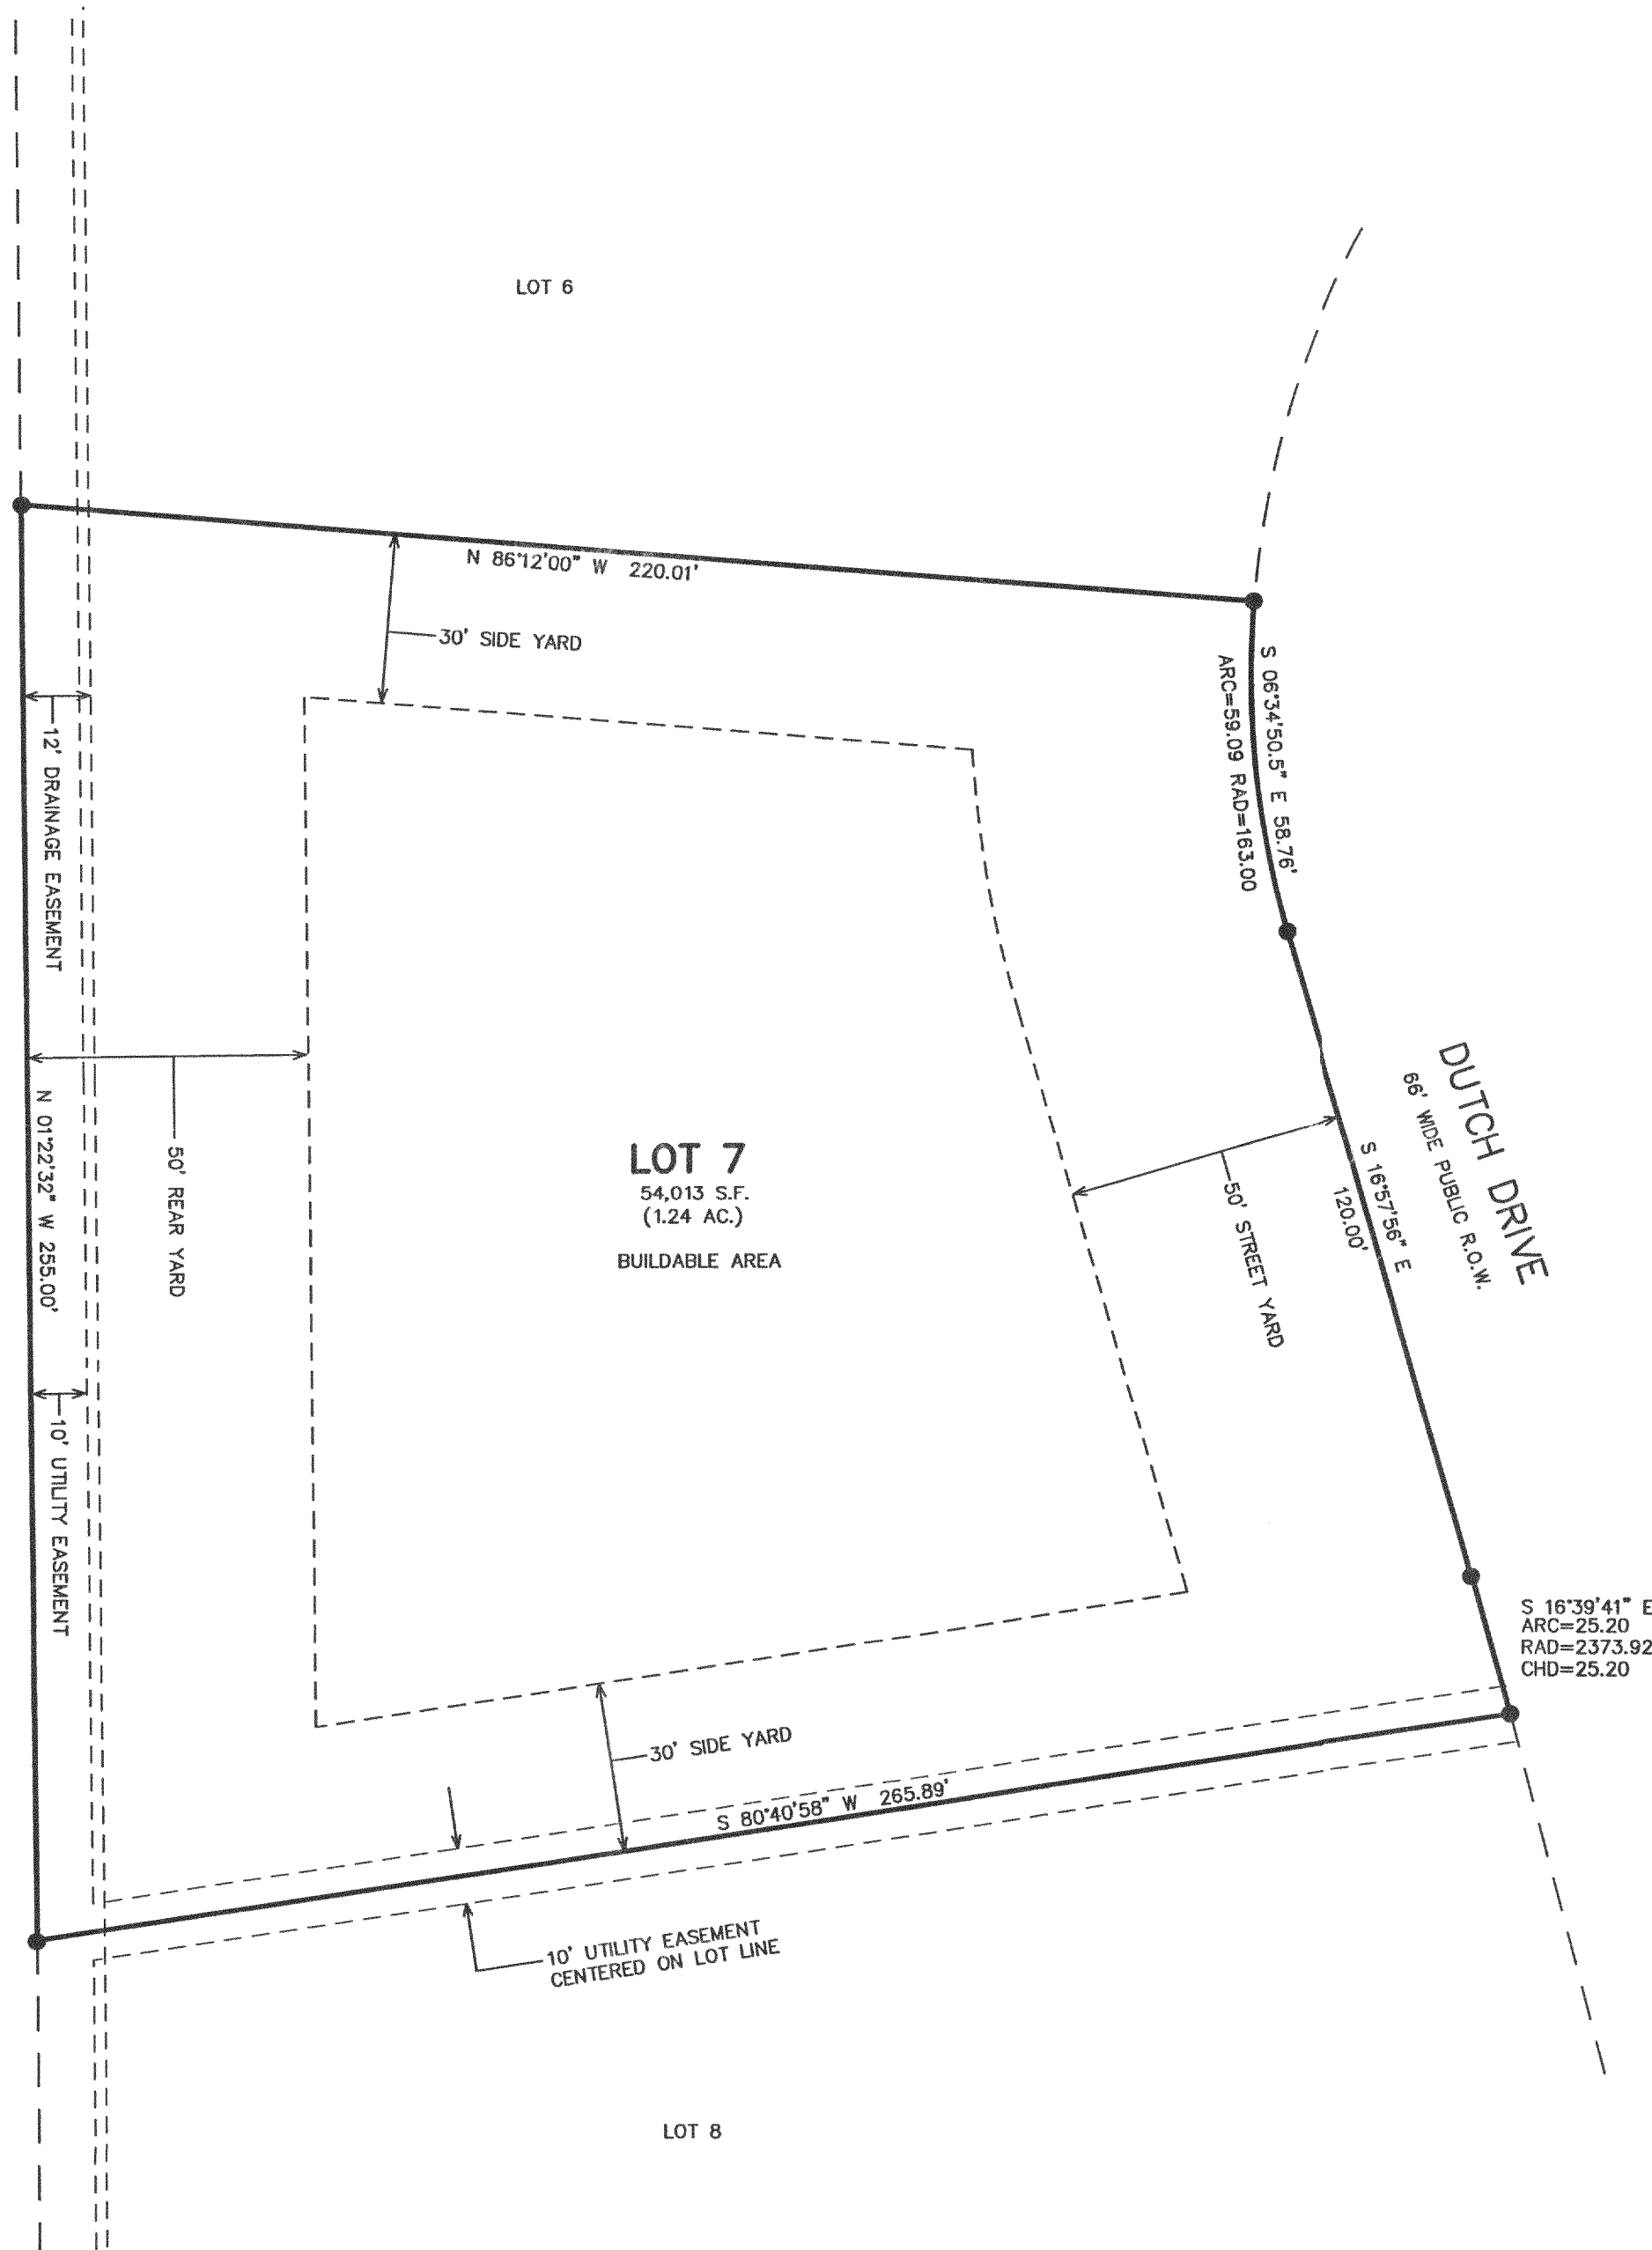 LOT 6
N 86°12'00" W 220.01'
30' SIDE YARD
S 06°34'50.5" E 58.76'
ARC=59.09 RAD=163.00
12' DRAINAGE EASEMENT
DUTCH DRIVE
66' WIDE PUBLIC R.O.W.
N 01°22'32" W 255.00'
50' REAR YARD
LOT 7
54,013 S.F.
(1.24 AC.)
BUILDABLE AREA
S 16°57'56" E
120.00'
50' STREET YARD
10' UTILITY EASEMENT
S 16°39'41" E
ARC=25.20
RAD=2373.92
CHD=25.20
30' SIDE YARD
S 80°40'58" W 265.89'
10' UTILITY EASEMENT
CENTERED ON LOT LINE
LOT 8